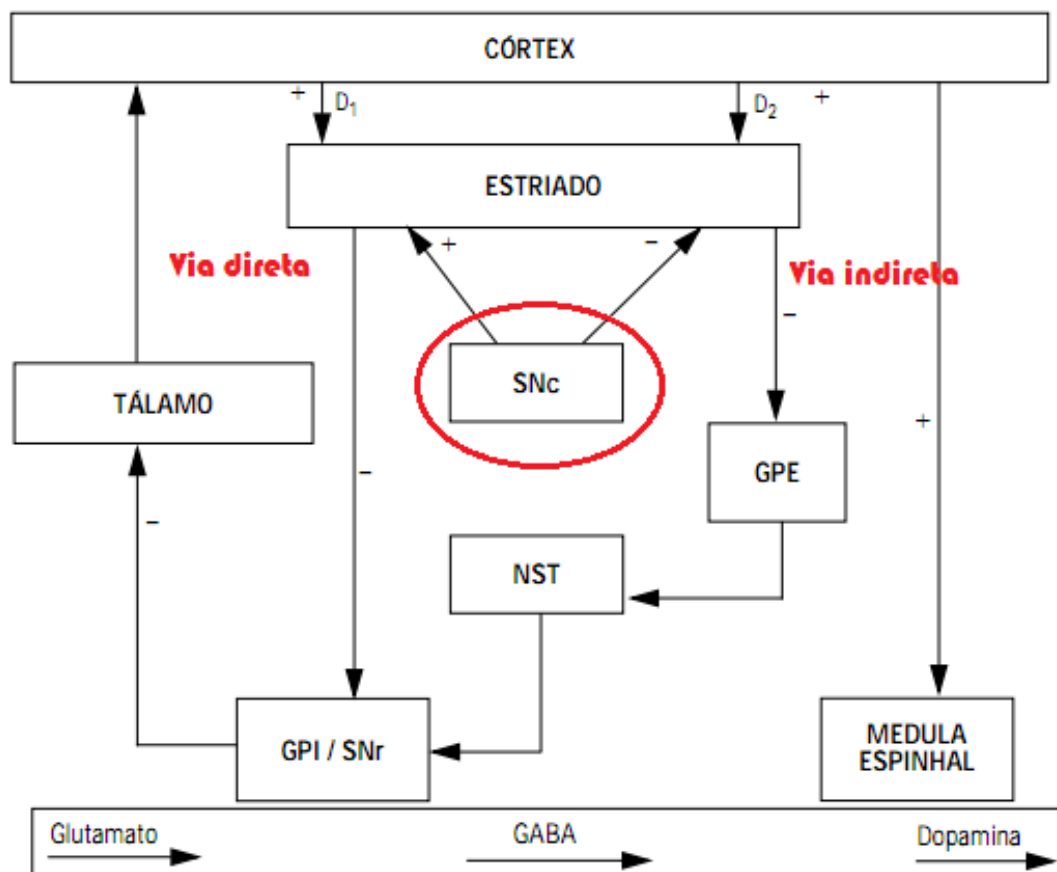 CÓRTEX
+
D₁
D₂
+
ESTRIADO
Via direta
+
−
Via indireta
−
SNc
TÁLAMO
+
−
GPE
−
NST
GPI / SNr
MEDULA
ESPINHAL
Glutamato
GABA
Dopamina